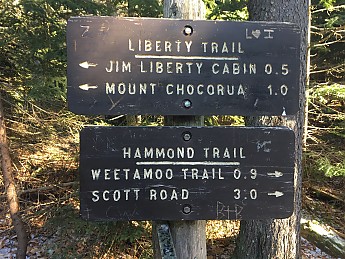 LIBERTY TRAIL
JIM LIBERTY CABIN 0.5
MOUNT CHOCORUA 1.0
HAMMOND TRAIL
WEETAMOO TRAIL 0.9
SCOTT ROAD 3.0